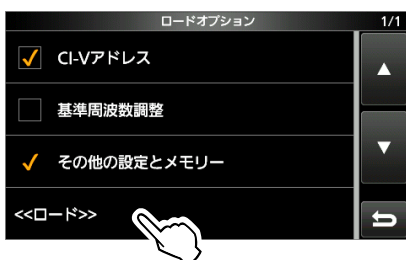 ロードオプション 1/1
CI-Vアドレス
基準周波数調整
その他の設定とメモリー
<<ロード>>